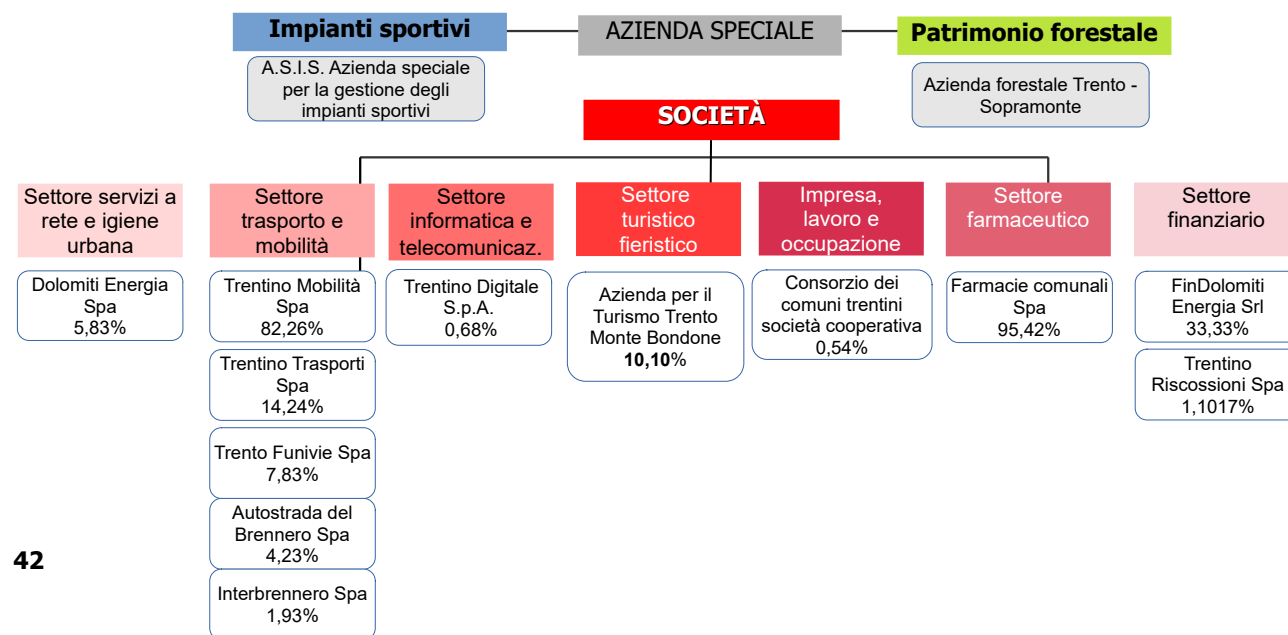 Impianti sportivi
AZIENDA SPECIALE
Patrimonio forestale
A.S.I.S. Azienda speciale
per la gestione degli
impianti sportivi
Azienda forestale Trento -
Sopramonte
SOCIETÀ
Settore servizi a
rete e igiene
urbana
Settore
trasporto e
mobilità
Settore
informatica e
telecomunicaz.
Settore
turistico
fieristico
Impresa,
lavoro e
occupazione
Settore
farmaceutico
Settore
finanziario
Dolomiti Energia
Spa
5,83%
Trentino Mobilità
Spa
82,26%
Trentino Digitale
S.p.A.
0,68%
Azienda per il
Turismo Trento
Monte Bondone
10,10%
Consorzio dei
comuni trentini
società cooperativa
0,54%
Farmacie comunali
Spa
95,42%
FinDolomiti
Energia Srl
33,33%
Trentino Trasporti
Spa
14,24%
Trentino
Riscossioni Spa
1,1017%
Trento Funivie Spa
7,83%
Autostrada del
Brennero Spa
4,23%
Interbrennero Spa
1,93%
42